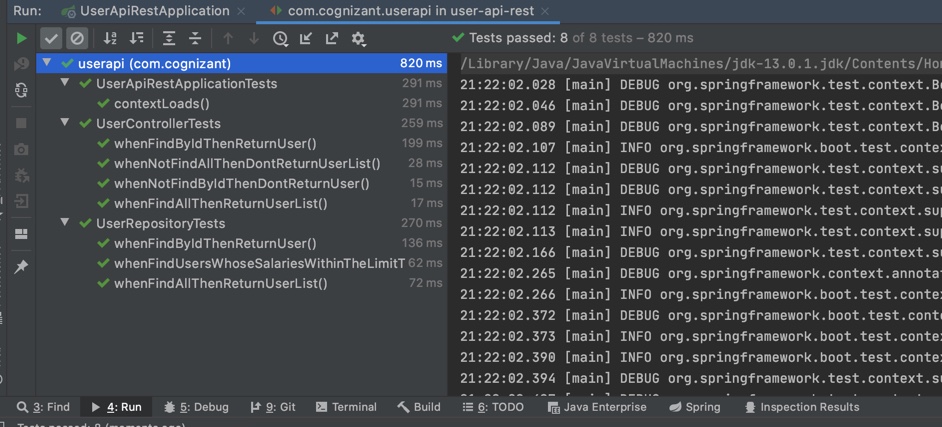 Run: UserApiRestApplication × com.cognizant.userapi in user-api-rest ×
Tests passed: 8 of 8 tests – 820 ms
userapi (com.cognizant) 820 ms
UserApiRestApplicationTests 291 ms
contextLoads() 291 ms
UserControllerTests 259 ms
whenFindByIdThenReturnUser() 199 ms
whenNotFindAllThenDontReturnUserList() 28 ms
whenNotFindByIdThenDontReturnUser() 15 ms
whenFindAllThenReturnUserList() 17 ms
UserRepositoryTests 270 ms
whenFindByIdThenReturnUser() 136 ms
whenFindUsersWhoseSalariesWithinTheLimitT 62 ms
whenFindAllThenReturnUserList() 72 ms
/Library/Java/JavaVirtualMachines/jdk-13.0.1.jdk/Contents/Ho
21:22:02.028 [main] DEBUG org.springframework.test.context.Bo
21:22:02.046 [main] DEBUG org.springframework.test.context.Bo
21:22:02.089 [main] DEBUG org.springframework.test.context.Bo
21:22:02.107 [main] INFO org.springframework.boot.test.contex
21:22:02.112 [main] DEBUG org.springframework.test.context.su
21:22:02.112 [main] DEBUG org.springframework.test.context.su
21:22:02.112 [main] INFO org.springframework.test.context.sup
21:22:02.113 [main] INFO org.springframework.test.context.sup
21:22:02.166 [main] DEBUG org.springframework.test.context.su
21:22:02.265 [main] DEBUG org.springframework.context.annotat
21:22:02.266 [main] INFO org.springframework.boot.test.contex
21:22:02.372 [main] DEBUG org.springframework.boot.test.conte
21:22:02.373 [main] INFO org.springframework.boot.test.contex
21:22:02.390 [main] INFO org.springframework.boot.test.contex
21:22:02.394 [main] DEBUG org.springframework.test.context.su
3: Find 4: Run 5: Debug 9: Git Terminal Build 6: TODO Java Enterprise Spring Inspection Results
Tests passed: 8 (moments ago)